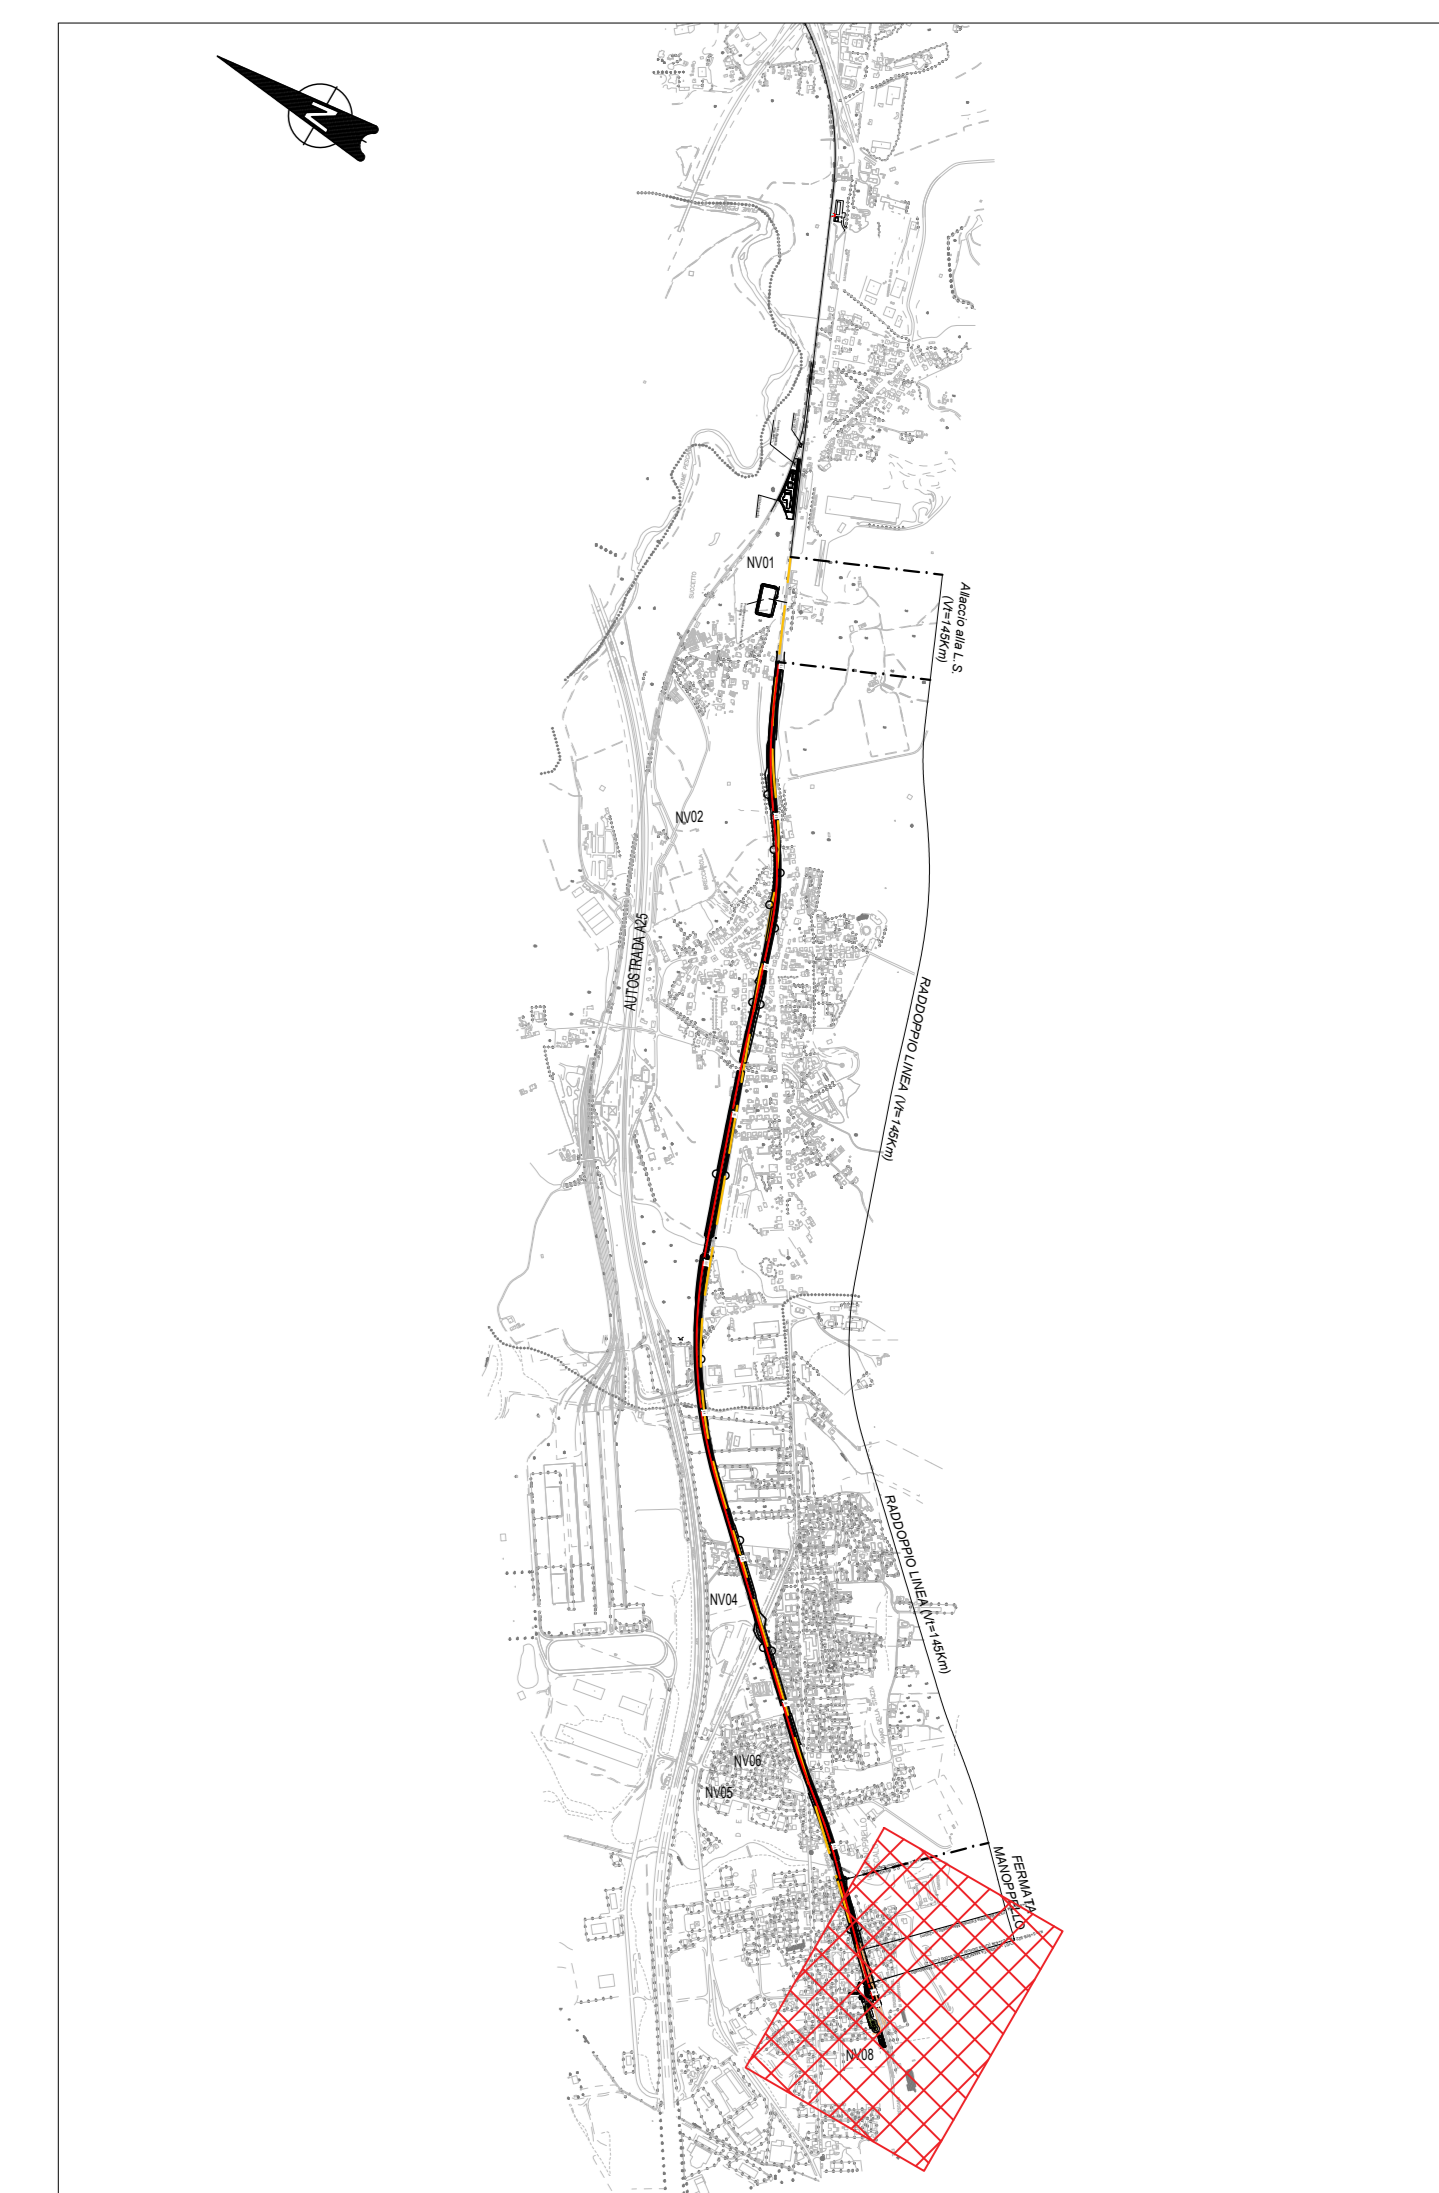 N
NV01
Allaccio alla L.S.
(Vt=145Km)
NV02
AUTOSTRADA A25
RADDOPPIO LINEA (Vt=145Km)
RADDOPPIO LINEA (Vt=145Km)
NV04
NV06
NV05
FERMATA
MANOPPELLO
NV08